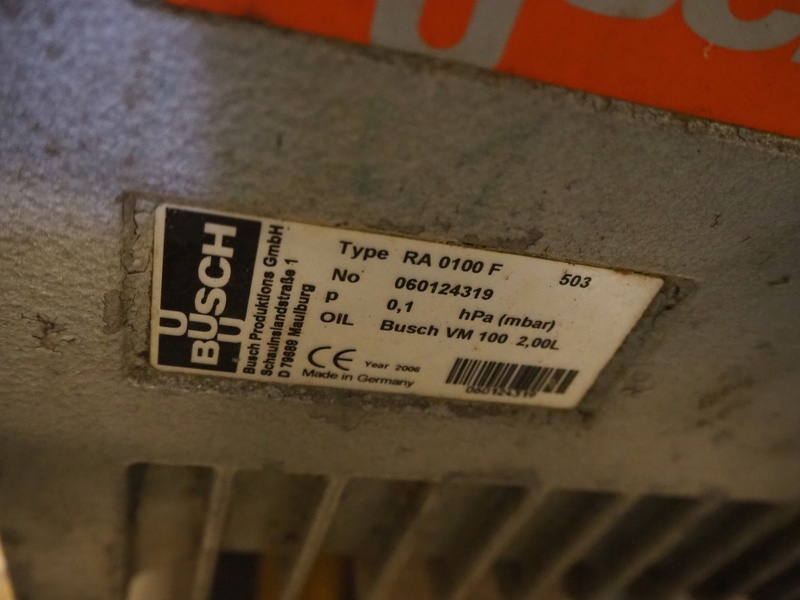 BUSCH
U
U
Busch Produktions GmbH
Schauinslandstraße 1
D 79689 Maulburg
Type RA 0100 F 503
No 060124319
p 0,1 hPa (mbar)
OIL Busch VM 100 2,00L
CE Year 2006
Made in Germany
060124319